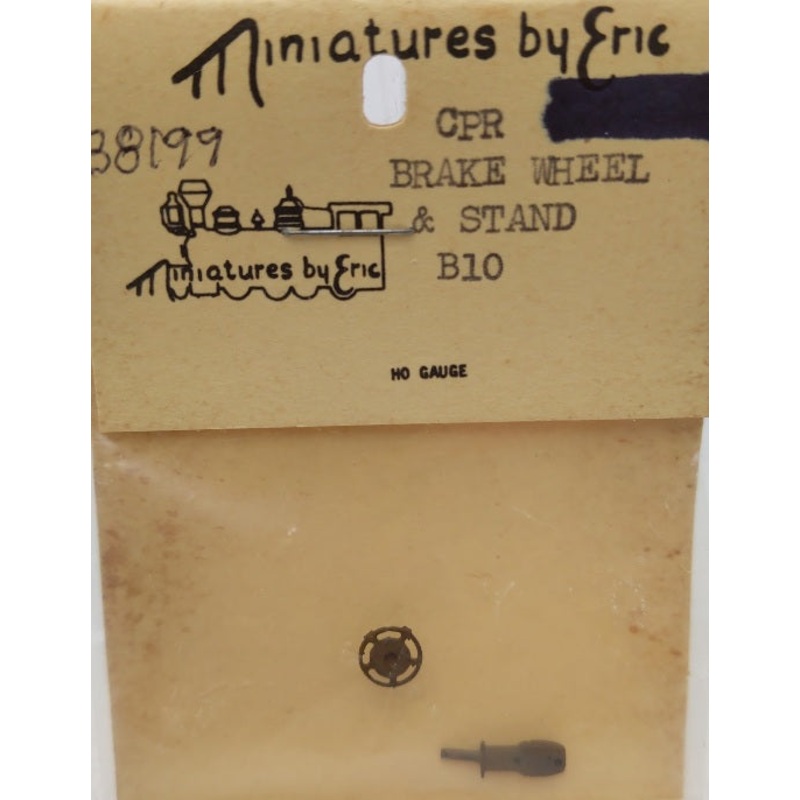 Miniatures by Eric
38199
CPR
BRAKE WHEEL
& STAND
B10
Miniatures by Eric
HO GAUGE